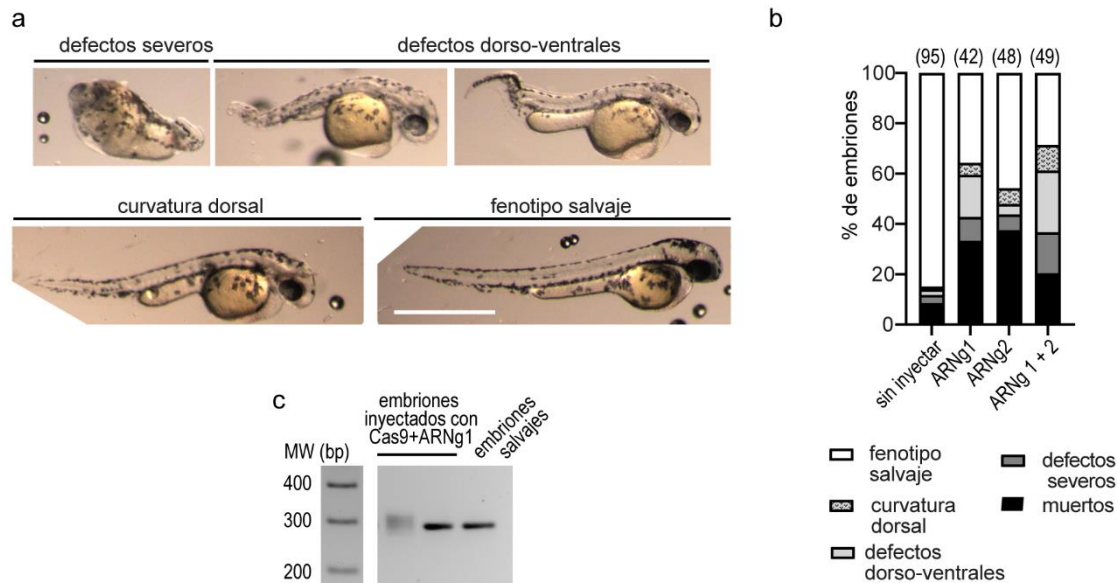 a
defectos severos
defectos dorso-ventrales
curvatura dorsal
fenotipo salvaje
b
(95) (42) (48) (49)
100
80
60
40
20
0
% de embriones
sin inyectar
ARNg1
ARNg2
ARNg 1 + 2
fenotipo
salvaje
curvatura
dorsal
defectos
dorso-ventrales
defectos
severos
muertos
c
embriones
inyectados con
Cas9+ARNg1
embriones
salvajes
MW (bp)
400
300
200